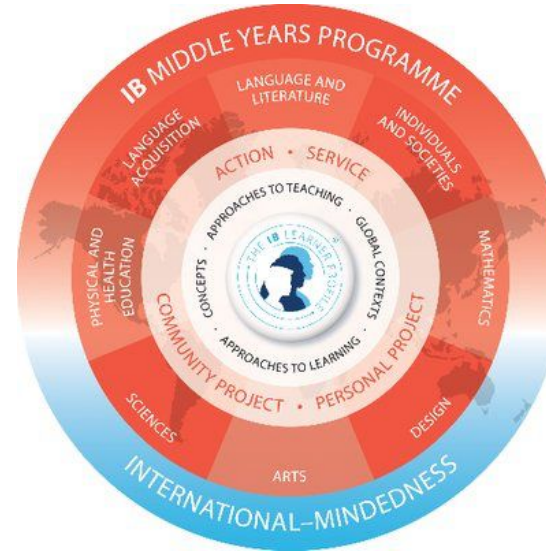 IB MIDDLE YEARS PROGRAMME
LANGUAGE AND
LITERATURE
LANGUAGE
ACQUISITION
INDIVIDUALS
AND SOCIETIES
PHYSICAL AND
HEALTH
EDUCATION
MATHEMATICS
SCIENCES
DESIGN
ARTS
ACTION • SERVICE
COMMUNITY PROJECT • PERSONAL PROJECT
APPROACHES TO TEACHING
GLOBAL CONTEXTS
CONCEPTS
APPROACHES TO LEARNING
THE IB LEARNER PROFILE
INTERNATIONAL–MINDEDNESS